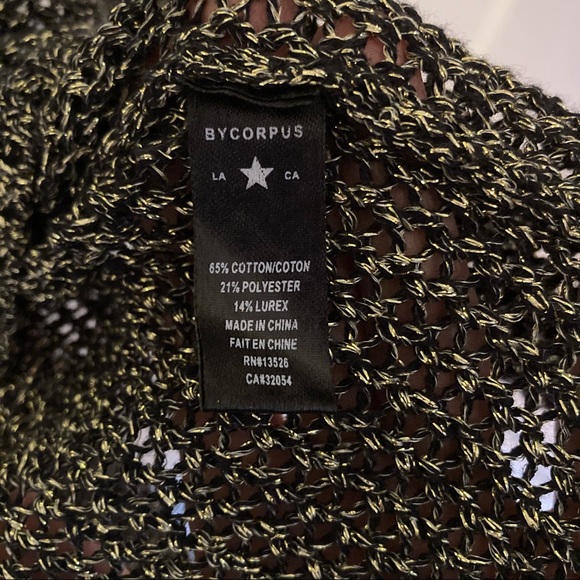 BYCORPUS
LA CA
65% COTTON/COTON
21% POLYESTER
14% LUREX
MADE IN CHINA
FAIT EN CHINE
RN#13526
CA#32054